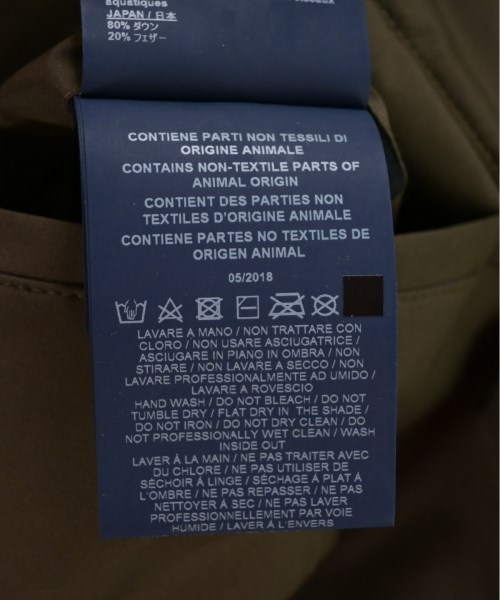 aquatiques
JAPAN / 日本
80% ダウン
20% フェザー
CONTIENE PARTI NON TESSILI DI
ORIGINE ANIMALE
CONTAINS NON-TEXTILE PARTS OF
ANIMAL ORIGIN
CONTIENT DES PARTIES NON
TEXTILES D'ORIGINE ANIMALE
CONTIENE PARTES NO TEXTILES DE
ORIGEN ANIMAL
05/2018
LAVARE A MANO / NON TRATTARE CON
CLORO / NON USARE ASCIUGATRICE /
ASCIUGARE IN PIANO IN OMBRA / NON
STIRARE / NON LAVARE A SECCO / NON
LAVARE PROFESSIONALMENTE AD UMIDO /
LAVARE A ROVESCIO
HAND WASH / DO NOT BLEACH / DO NOT
TUMBLE DRY / FLAT DRY IN THE SHADE /
DO NOT IRON / DO NOT DRY CLEAN / DO
NOT PROFESSIONALLY WET CLEAN / WASH
INSIDE OUT
LAVER À LA MAIN / NE PAS TRAITER AVEC
DU CHLORE / NE PAS UTILISER DE
SÉCHOIR À LINGE / SÉCHAGE À PLAT À
L'OMBRE / NE PAS REPASSER / NE PAS
NETTOYER À SEC / NE PAS LAVER
PROFESSIONNELLEMENT PAR VOIE
HUMIDE / LAVER À L'ENVERS